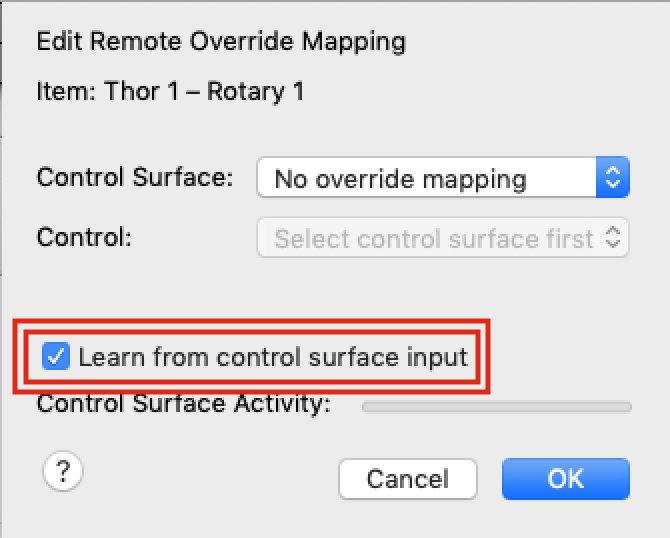 Edit Remote Override Mapping
Item: Thor 1 – Rotary 1
Control Surface: No override mapping
Control: Select control surface first
Learn from control surface input
Control Surface Activity:
? Cancel OK